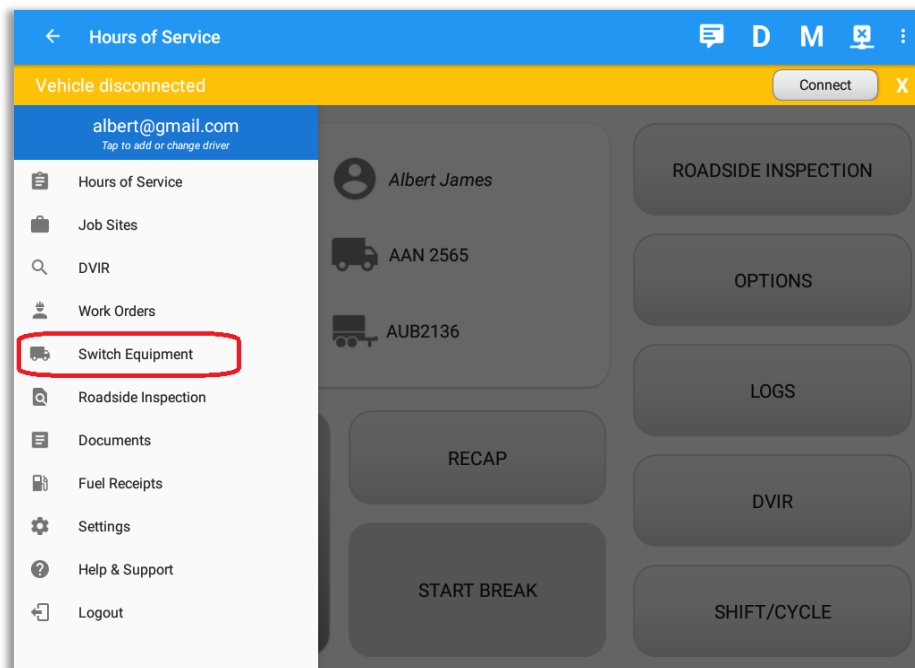 Hours of Service
D M
Vehicle disconnected
Connect
X
albert@gmail.com
Tap to add or change driver
Hours of Service
Job Sites
DVIR
Work Orders
Switch Equipment
Roadside Inspection
Documents
Fuel Receipts
Settings
Help & Support
Logout
Albert James
AAN 2565
AUB2136
RECAP
START BREAK
ROADSIDE INSPECTION
OPTIONS
LOGS
DVIR
SHIFT/CYCLE